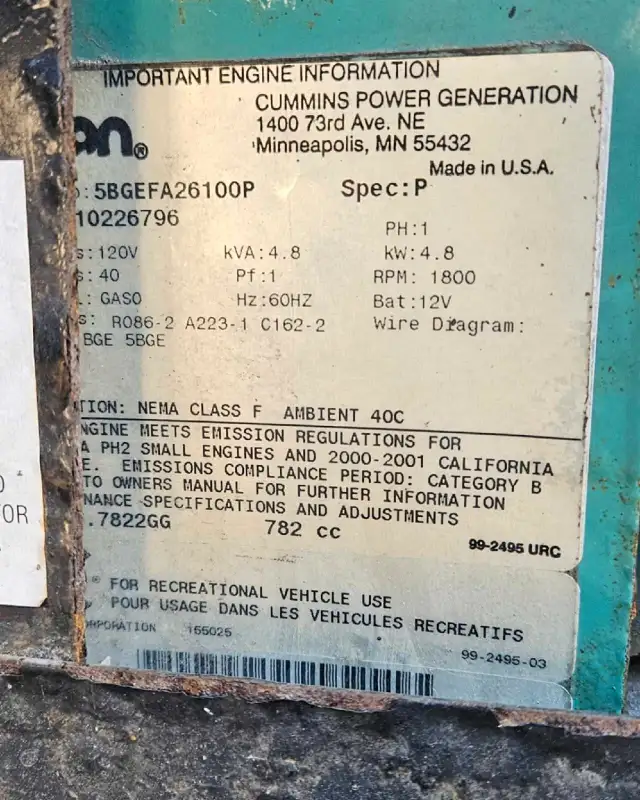 IMPORTANT ENGINE INFORMATION
CUMMINS POWER GENERATION
1400 73rd Ave. NE
Minneapolis, MN 55432
an®
Made in U.S.A.
:5BGEFA26100P Spec:P
10226796
PH:1
s:120V kVA:4.8 kW:4.8
s:40 Pf:1 RPM: 1800
: GASO Hz:60HZ Bat:12V
s: R086-2 A223-1 C162-2 Wire Diagram:
BGE 5BGE
TION: NEMA CLASS F AMBIENT 40C
NGINE MEETS EMISSION REGULATIONS FOR
A PH2 SMALL ENGINES AND 2000-2001 CALIFORNIA
E. EMISSIONS COMPLIANCE PERIOD: CATEGORY B
TO OWNERS MANUAL FOR FURTHER INFORMATION
NANCE SPECIFICATIONS AND ADJUSTMENTS
.7822GG 782 cc
99-2495 URC
FOR RECREATIONAL VEHICLE USE
POUR USAGE DANS LES VEHICULES RECREATIFS
RPORATION 165025
99-2495-03
TOR